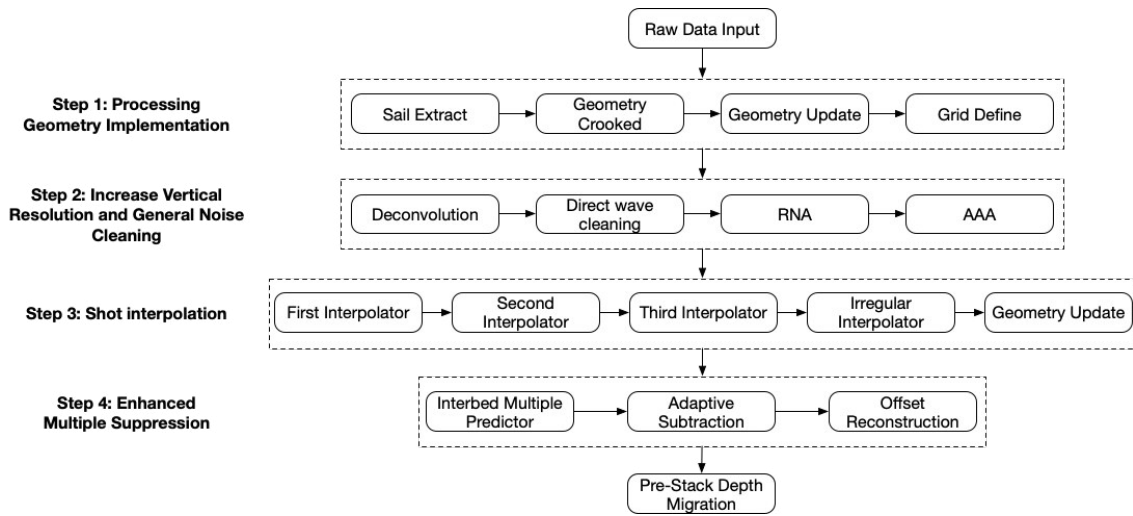 Raw Data Input
Step 1: Processing
Geometry Implementation
Sail Extract
Geometry
Crooked
Geometry Update
Grid Define
Step 2: Increase Vertical
Resolution and General Noise
Cleaning
Deconvolution
Direct wave
cleaning
RNA
AAA
Step 3: Shot interpolation
First Interpolator
Second
Interpolator
Third Interpolator
Irregular
Interpolator
Geometry Update
Step 4: Enhanced
Multiple Suppression
Interbed Multiple
Predictor
Adaptive
Subtraction
Offset
Reconstruction
Pre-Stack Depth
Migration